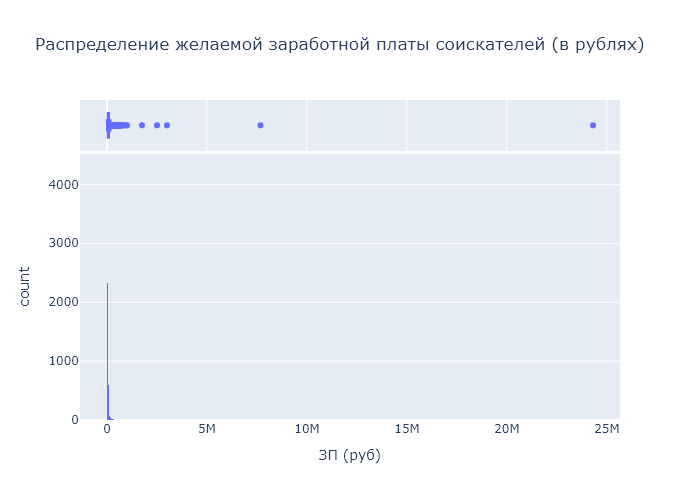 Распределение желаемой заработной платы соискателей (в рублях)
4000
3000
count
2000
1000
0
0 5M 10M 15M 20M 25M
ЗП (руб)